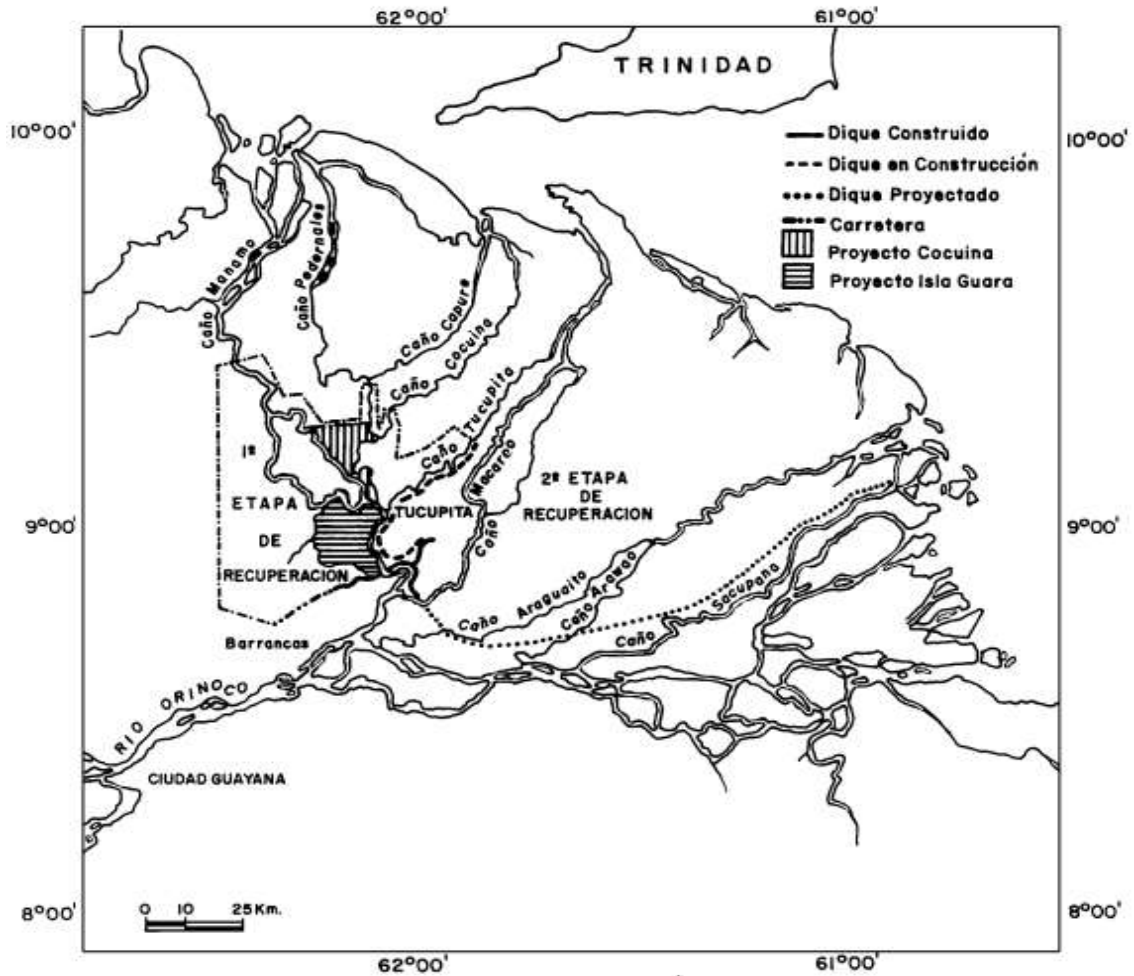 62°00'
61°00'
TRINIDAD
10°00'
10°00'
Dique Construido
Dique en Construcción
Dique Proyectado
Carretera
Proyecto Cocuina
Proyecto Isla Guara
Caño Manamo
Caño Pedernales
Caño Capure
Caño Cocuina
Caño Tucupita
Caño Macareo
1ª
ETAPA
DE
RECUPERACION
2ª ETAPA
DE
RECUPERACION
TUCUPITA
9°00'
9°00'
Caño Araguaito
Caño Arawao
Caño Sacupana
Barrancas
RIO ORINOCO
CIUDAD GUAYANA
8°00'
8°00'
0 10 25 Km.
62°00'
61°00'